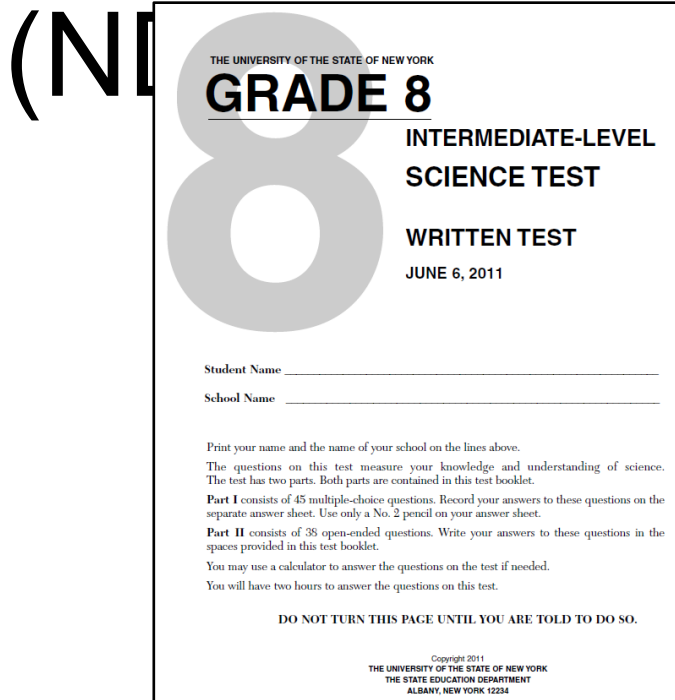 (ND
8
THE UNIVERSITY OF THE STATE OF NEW YORK
GRADE 8
INTERMEDIATE-LEVEL
SCIENCE TEST
WRITTEN TEST
JUNE 6, 2011
Student Name
School Name
Print your name and the name of your school on the lines above.
The questions on this test measure your knowledge and understanding of science.
The test has two parts. Both parts are contained in this test booklet.
Part I consists of 45 multiple-choice questions. Record your answers to these questions on the
separate answer sheet. Use only a No. 2 pencil on your answer sheet.
Part II consists of 38 open-ended questions. Write your answers to these questions in the
spaces provided in this test booklet.
You may use a calculator to answer the questions on the test if needed.
You will have two hours to answer the questions on this test.
DO NOT TURN THIS PAGE UNTIL YOU ARE TOLD TO DO SO.
Copyright 2011
THE UNIVERSITY OF THE STATE OF NEW YORK
THE STATE EDUCATION DEPARTMENT
ALBANY, NEW YORK 12234